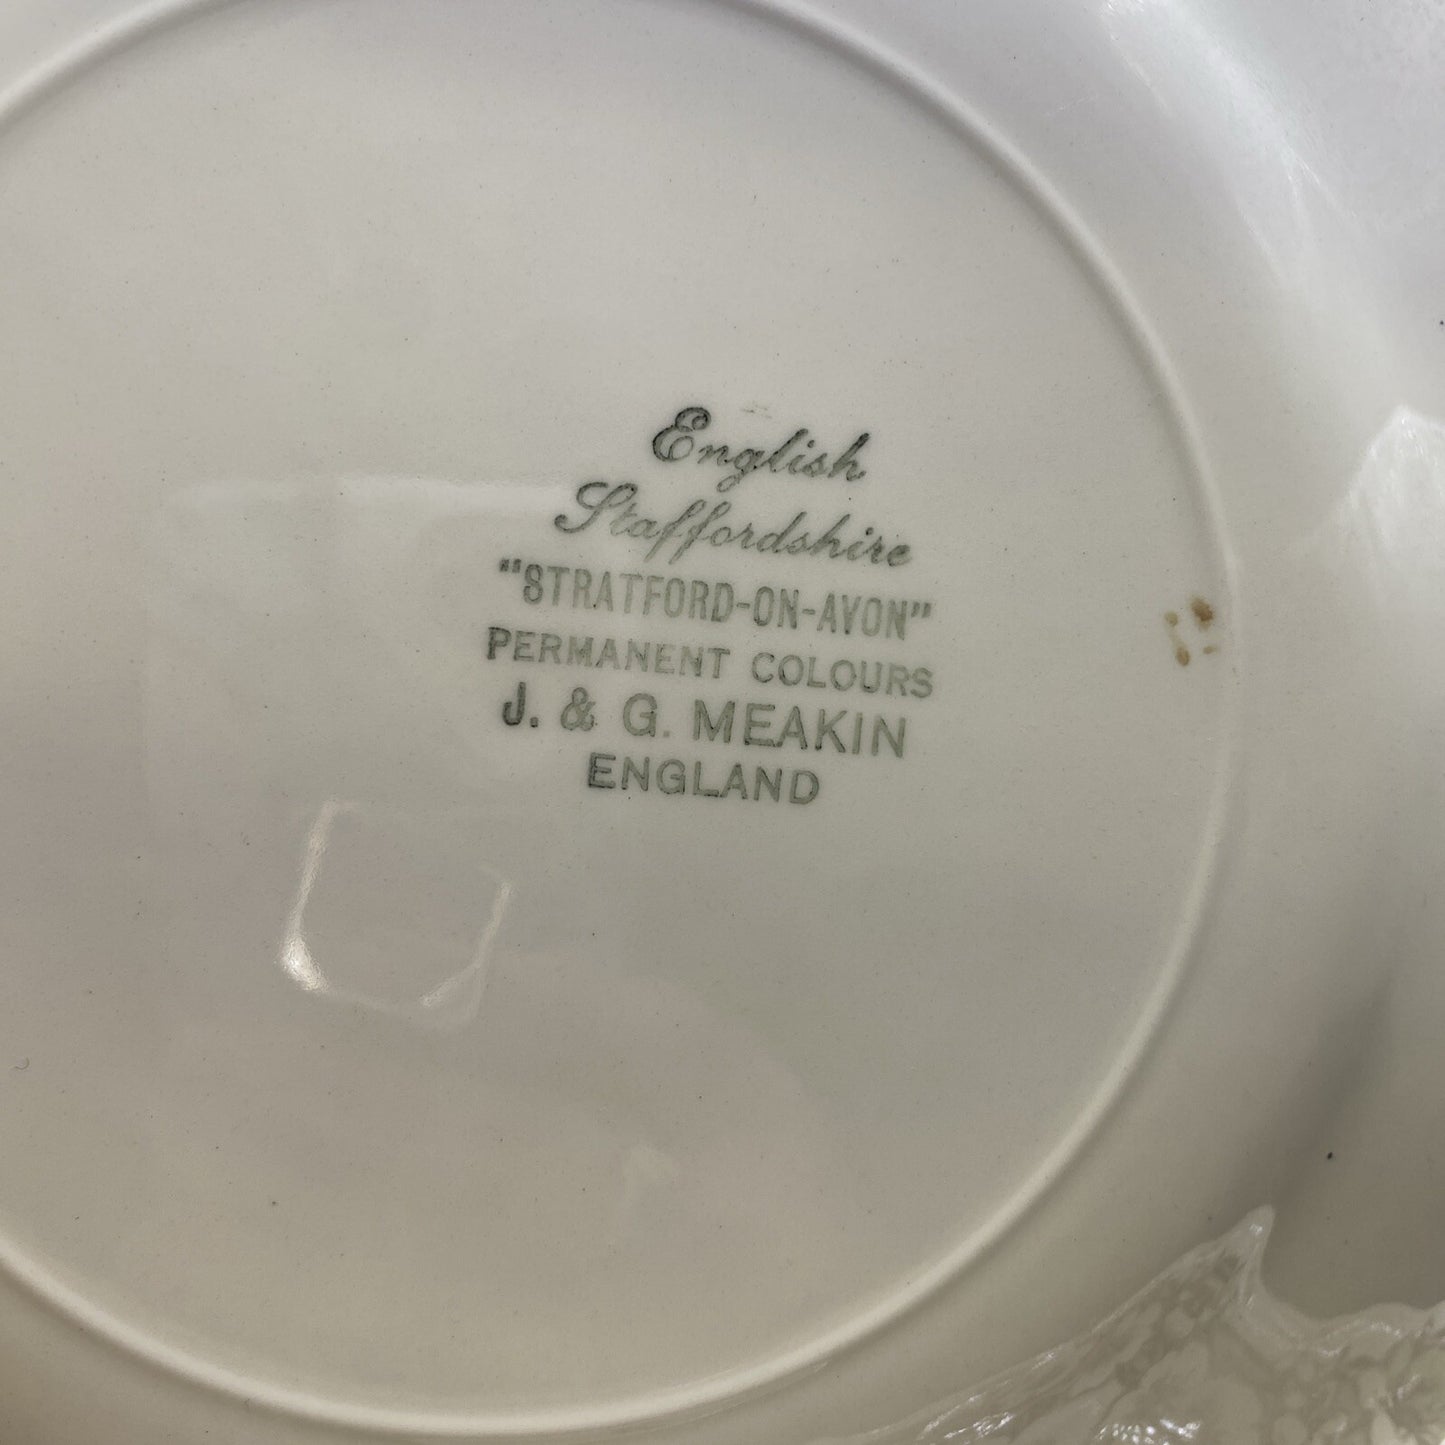 English
Staffordshire
"STRATFORD-ON-AVON"
PERMANENT COLOURS
J. & G. MEAKIN
ENGLAND